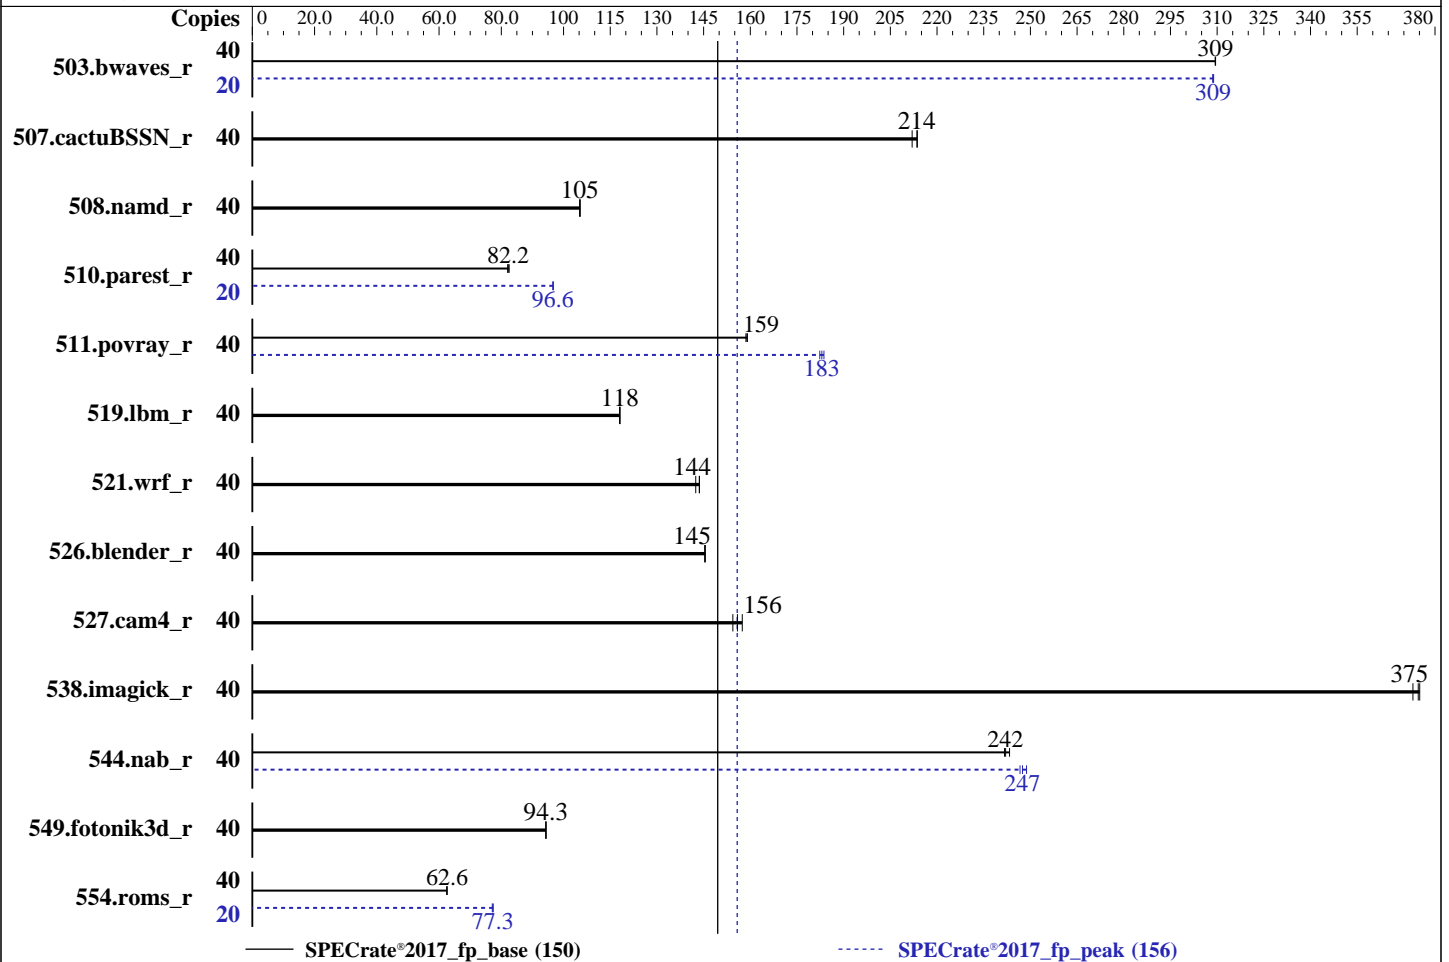 Copies 0 20.0 40.0 60.0 80.0 100 115 130 145 160 175 190 205 220 235 250 265 280 295 310 325 340 355 380
503.bwaves_r 40 309
20 309
507.cactuBSSN_r 40 214
508.namd_r 40 105
510.parest_r 40 82.2
20 96.6
511.povray_r 40 159
183
519.lbm_r 40 118
521.wrf_r 40 144
526.blender_r 40 145
527.cam4_r 40 156
538.imagick_r 40 375
544.nab_r 40 242
247
549.fotonik3d_r 40 94.3
554.roms_r 40 62.6
20 77.3
SPECrate®2017_fp_base (150) SPECrate®2017_fp_peak (156)